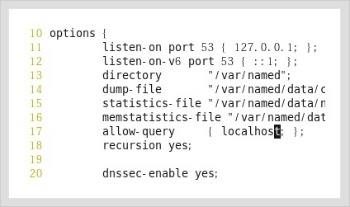 10 options {
11 listen-on port 53 { 127.0.0.1; };
12 listen-on-v6 port 53 { ::1; };
13 directory "/var/named";
14 dump-file "/var/named/data/c
15 statistics-file "/var/named/data/n
16 memstatistics-file "/var/named/dat
17 allow-query { localhost; };
18 recursion yes;
19
20 dnssec-enable yes;